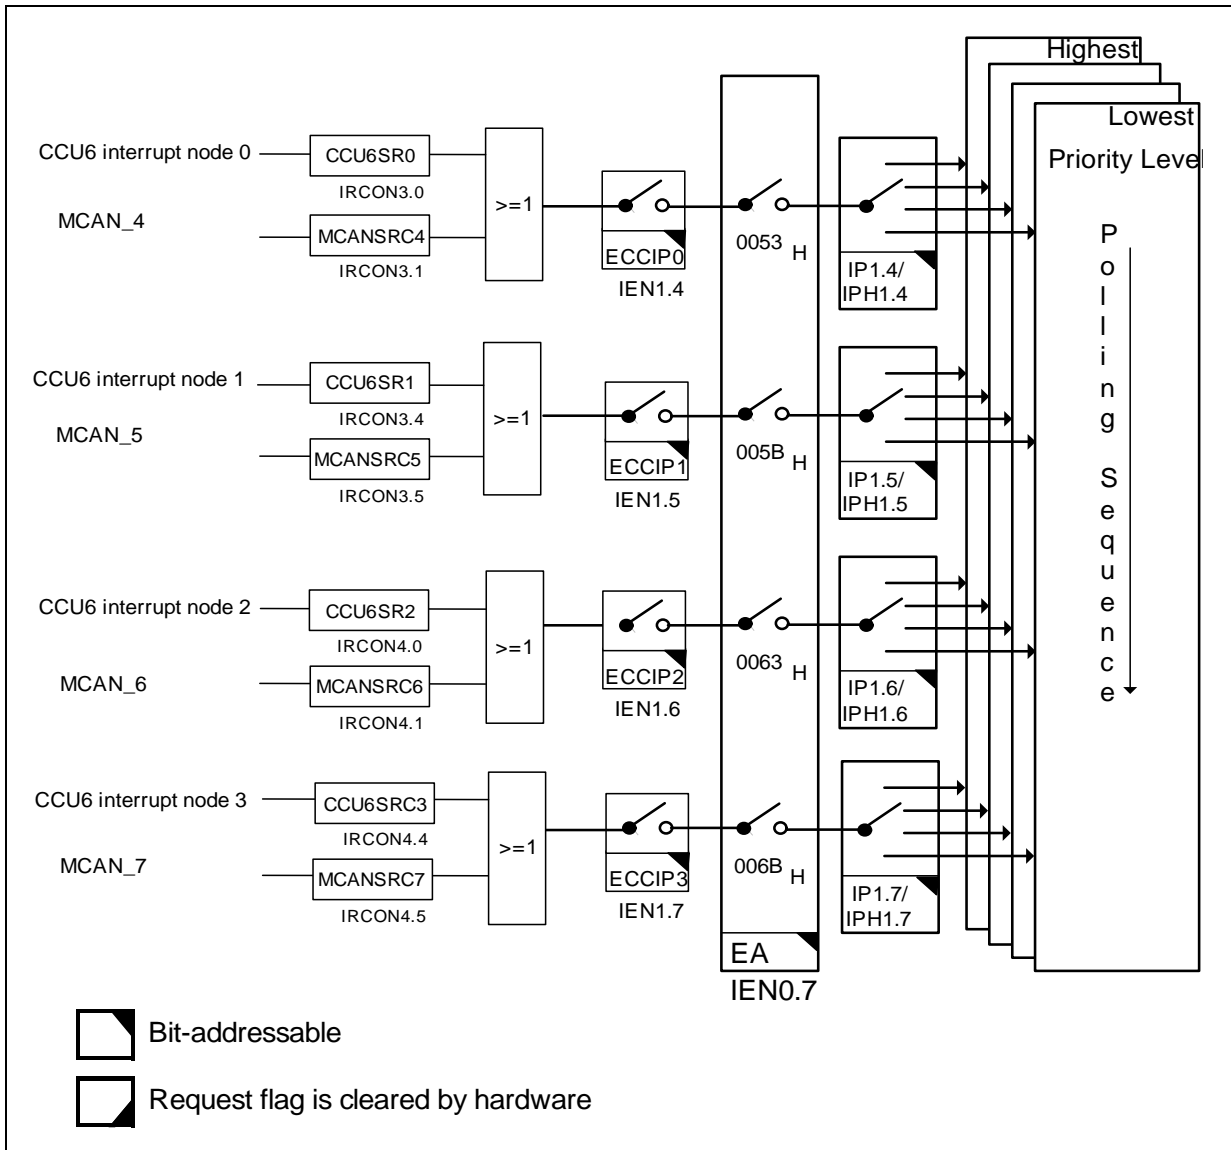 Highest
Lowest
Priority Level
CCU6 interrupt node 0
CCU6SR0
IRCON3.0
MCAN_4
MCANSRC4
IRCON3.1
>=1
ECCIP0
IEN1.4
0053 H
IP1.4/
IPH1.4
CCU6 interrupt node 1
CCU6SR1
IRCON3.4
MCAN_5
MCANSRC5
IRCON3.5
>=1
ECCIP1
IEN1.5
005B H
IP1.5/
IPH1.5
CCU6 interrupt node 2
CCU6SR2
IRCON4.0
MCAN_6
MCANSRC6
IRCON4.1
>=1
ECCIP2
IEN1.6
0063 H
IP1.6/
IPH1.6
CCU6 interrupt node 3
CCU6SRC3
IRCON4.4
MCAN_7
MCANSRC7
IRCON4.5
>=1
ECCIP3
IEN1.7
006B H
IP1.7/
IPH1.7
EA
IEN0.7
Polling Sequence
Bit-addressable
Request flag is cleared by hardware